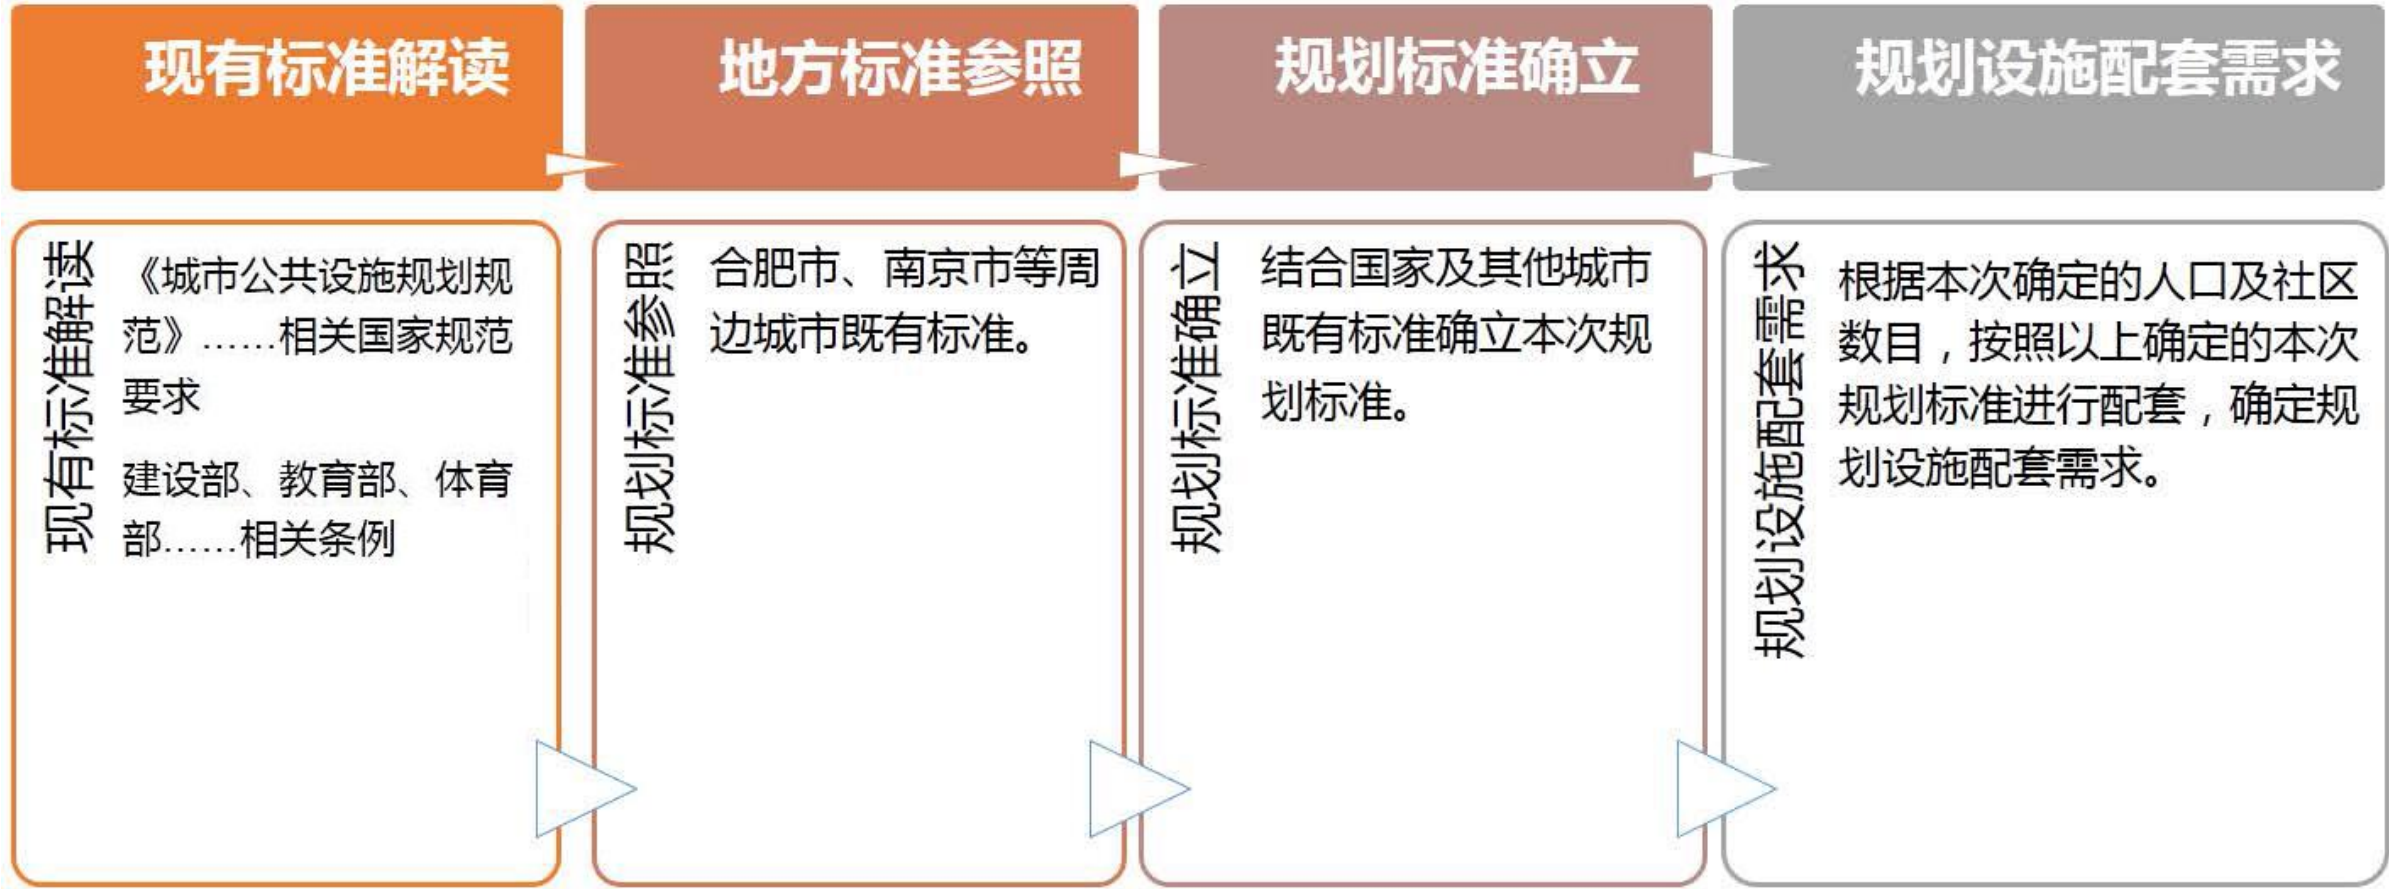 现有标准解读
地方标准参照
规划标准确立
规划设施配套需求
现有标准解读
《城市公共设施规划规
范》……相关国家规范
要求
建设部、教育部、体育
部……相关条例
规划标准参照
合肥市、南京市等周
边城市既有标准。
规划标准确立
结合国家及其他城市
既有标准确立本次规
划标准。
规划设施配套需求
根据本次确定的人口及社区
数目，按照以上确定的本次
规划标准进行配套，确定规
划设施配套需求。